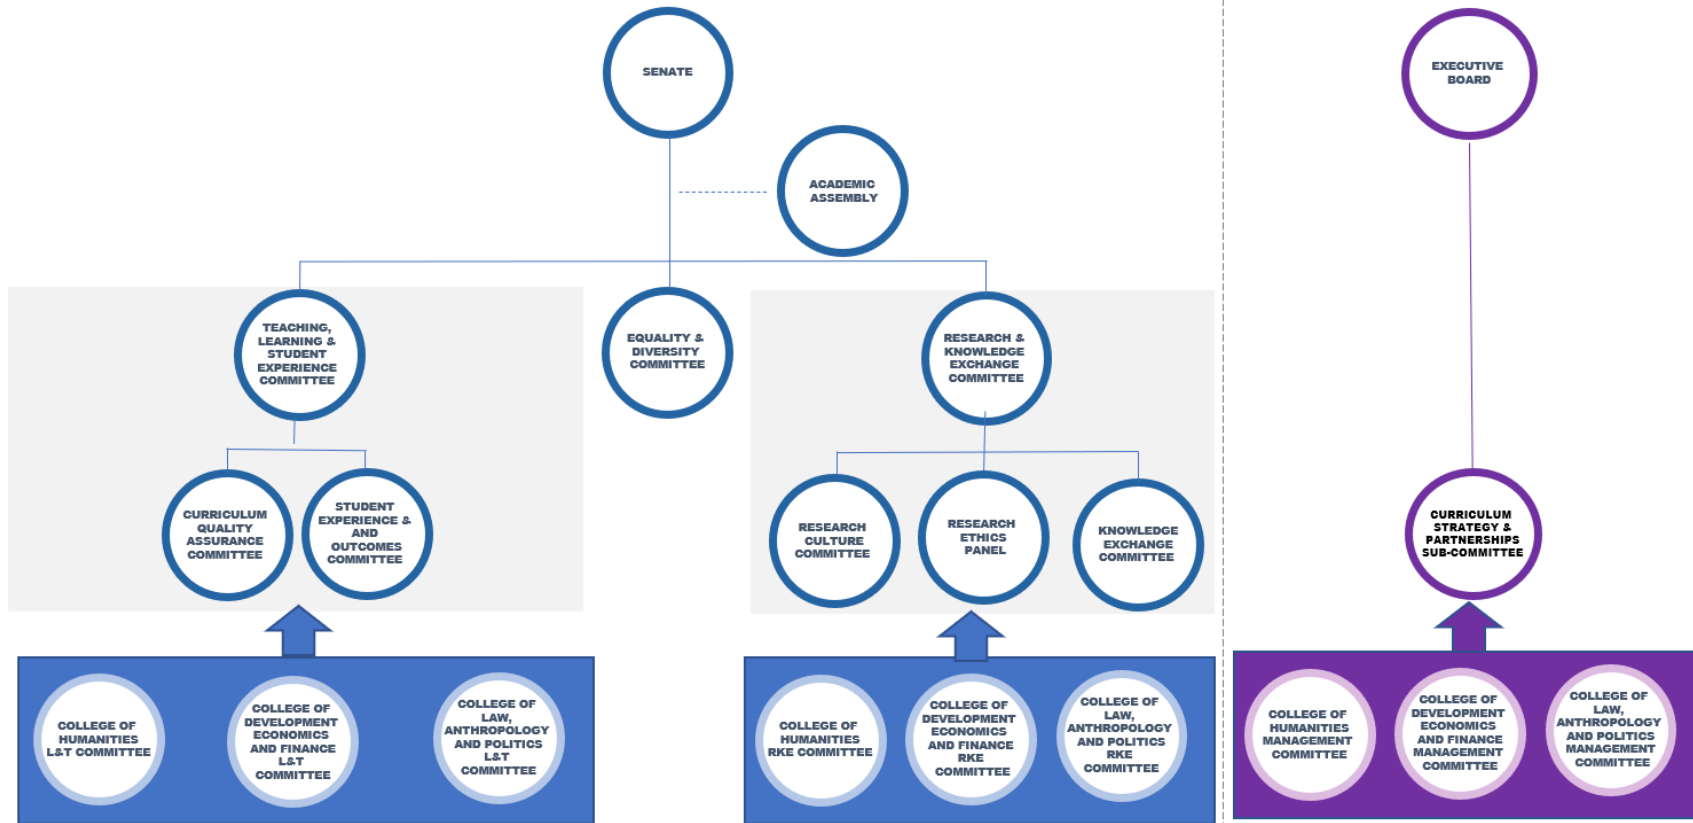 SENATE
EXECUTIVE
BOARD
ACADEMIC
ASSEMBLY
TEACHING,
LEARNING &
STUDENT
EXPERIENCE
COMMITTEE
EQUALITY &
DIVERSITY
COMMITTEE
RESEARCH &
KNOWLEDGE
EXCHANGE
COMMITTEE
CURRICULUM
QUALITY
ASSURANCE
COMMITTEE
STUDENT
EXPERIENCE &
AND
OUTCOMES
COMMITTEE
RESEARCH
CULTURE
COMMITTEE
RESEARCH
ETHICS
PANEL
KNOWLEDGE
EXCHANGE
COMMITTEE
CURRICULUM
STRATEGY &
PARTNERSHIPS
SUB-COMMITTEE
COLLEGE OF
HUMANITIES
L&T COMMITTEE
COLLEGE OF
DEVELOPMENT
ECONOMICS
AND FINANCE
L&T
COMMITTEE
COLLEGE OF
LAW,
ANTHROPOLOGY
AND POLITICS
L&T
COMMITTEE
COLLEGE OF
HUMANITIES
RKE COMMITTEE
COLLEGE OF
DEVELOPMENT
ECONOMICS
AND FINANCE
RKE
COMMITTEE
COLLEGE OF
LAW,
ANTHROPOLOGY
AND POLITICS
RKE
COMMITTEE
COLLEGE OF
HUMANITIES
MANAGEMENT
COMMITTEE
COLLEGE OF
DEVELOPMENT
ECONOMICS
AND FINANCE
MANAGEMENT
COMMITTEE
COLLEGE OF
LAW,
ANTHROPOLOGY
AND POLITICS
MANAGEMENT
COMMITTEE